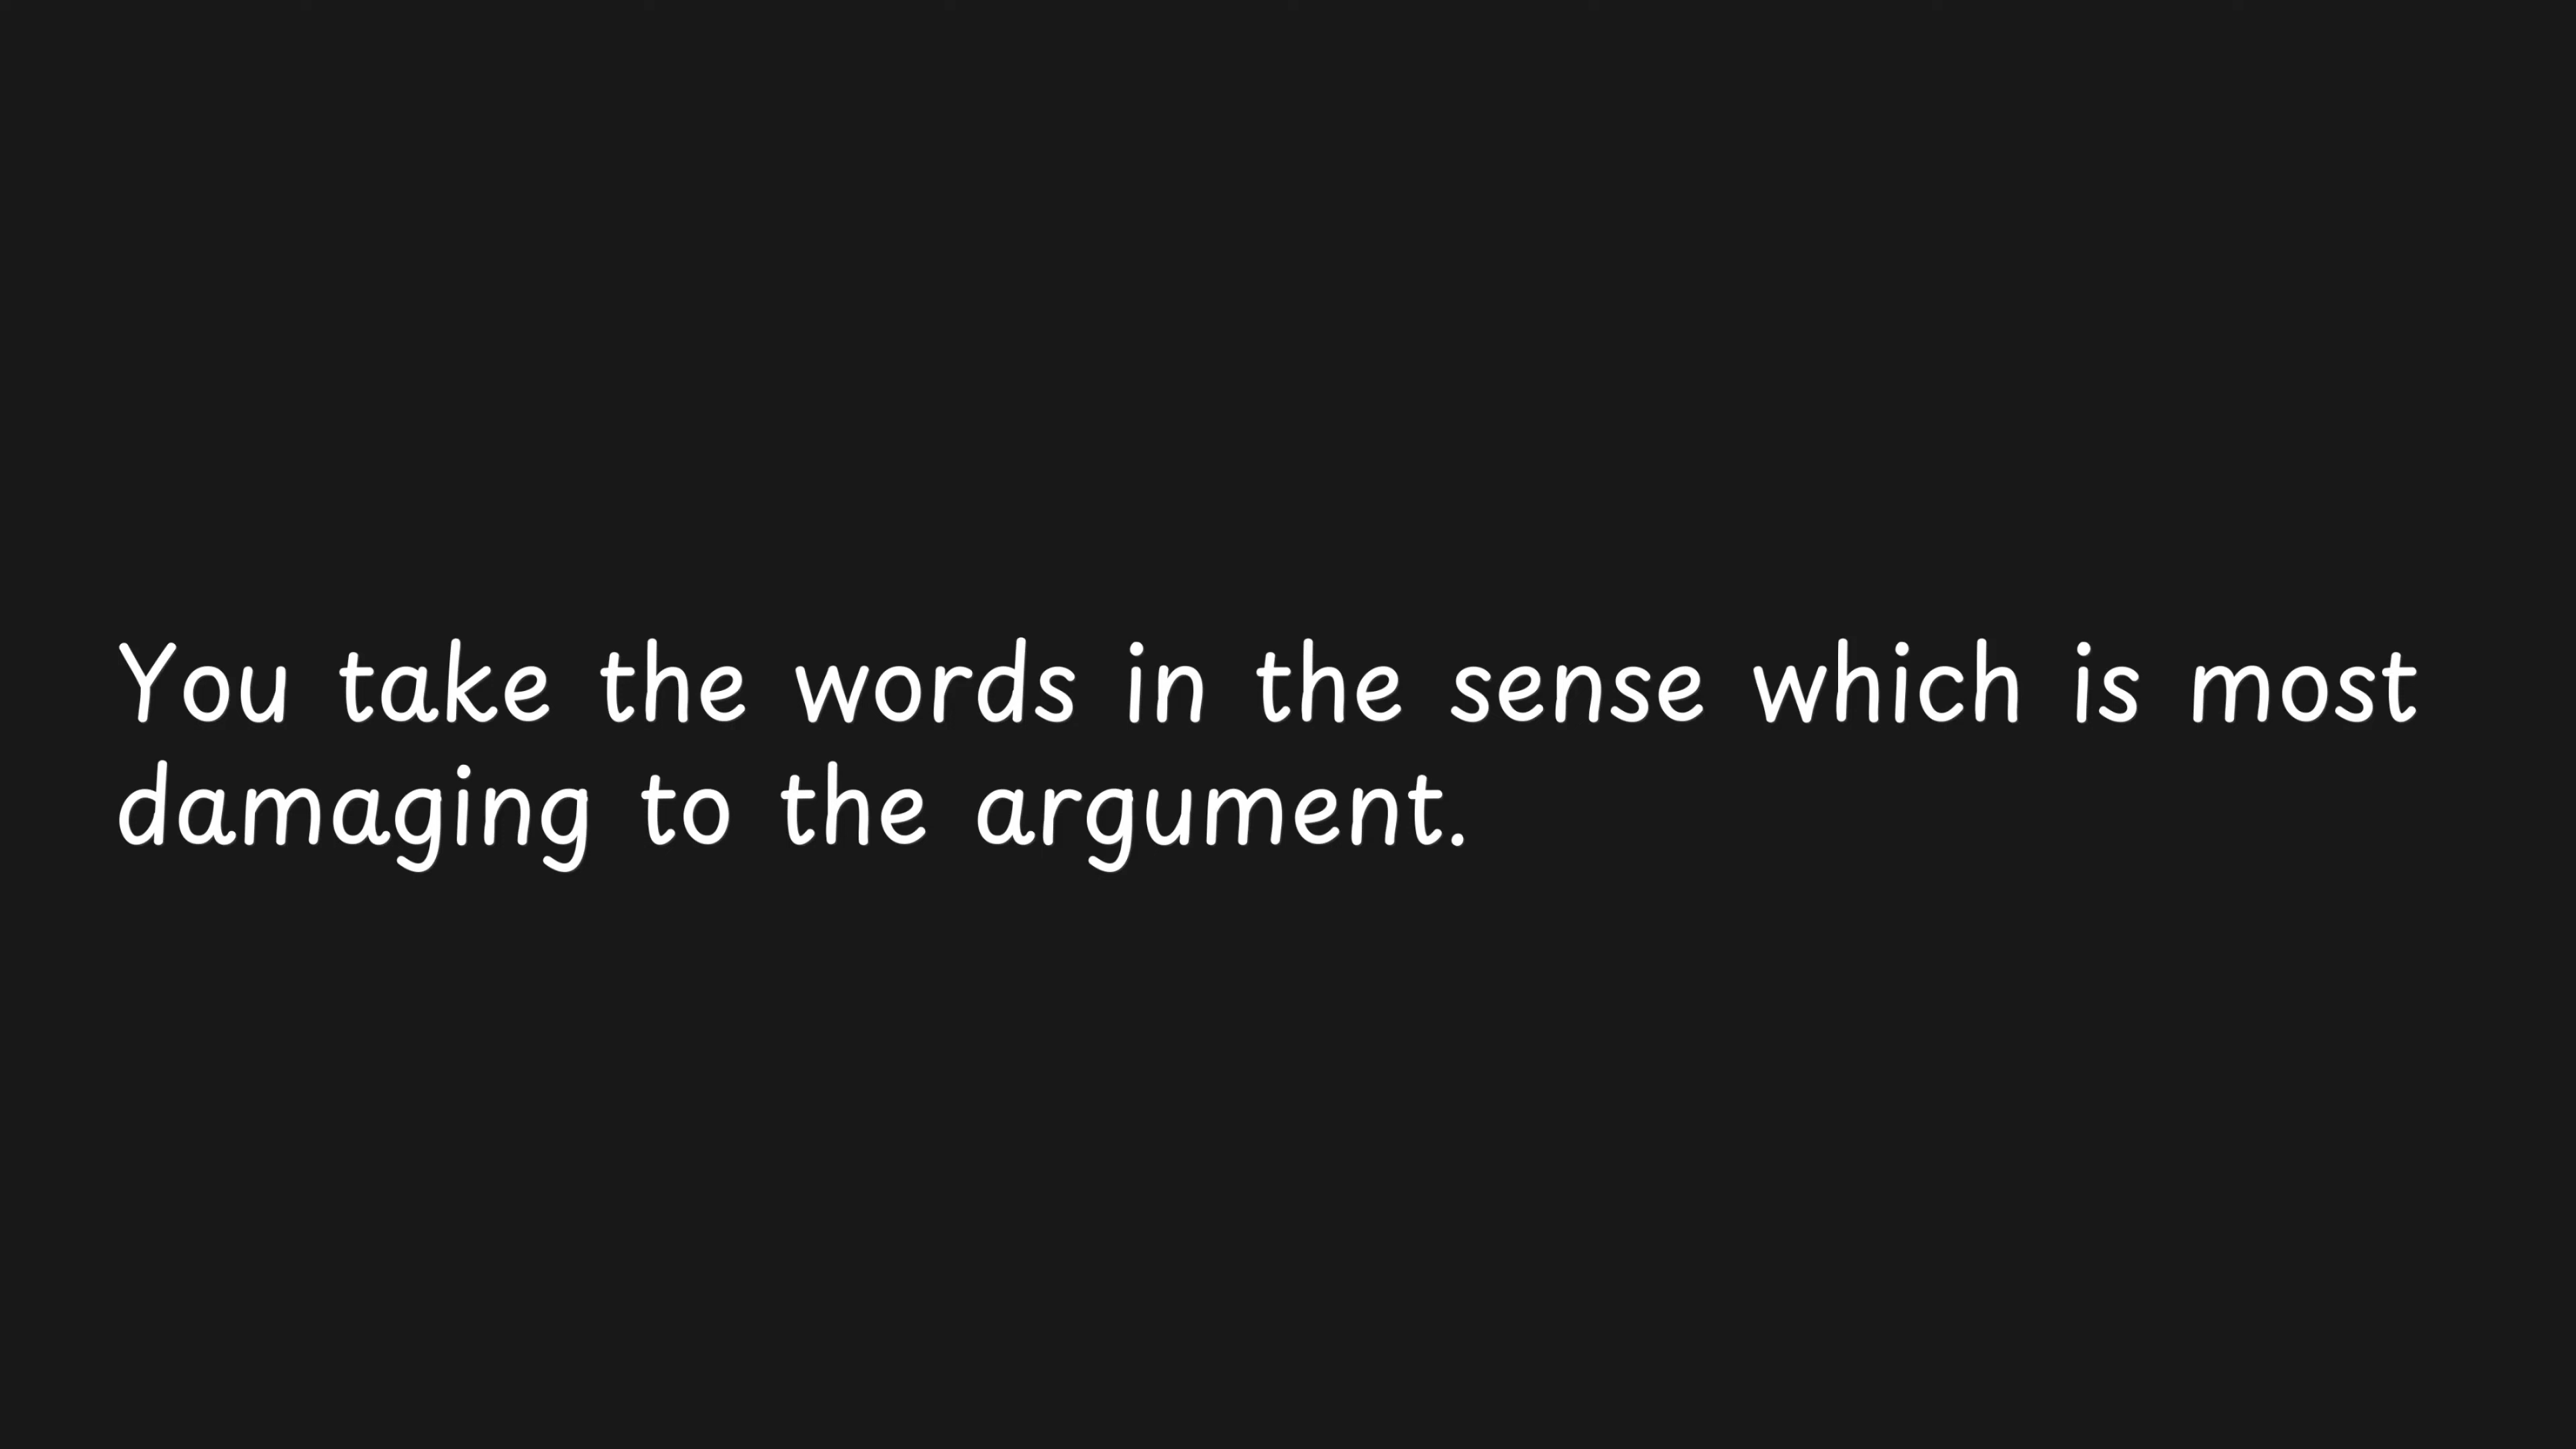 You take the words in the sense which is most
damaging to the argument.